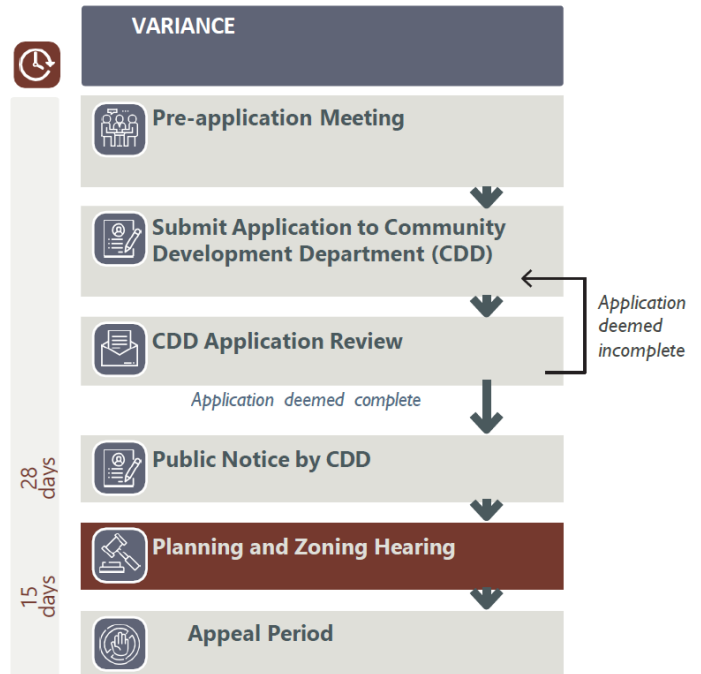 VARIANCE
Pre-application Meeting
Submit Application to Community
Development Department (CDD)
Application
deemed
incomplete
CDD Application Review
Application deemed complete
28
days
Public Notice by CDD
Planning and Zoning Hearing
15
days
Appeal Period